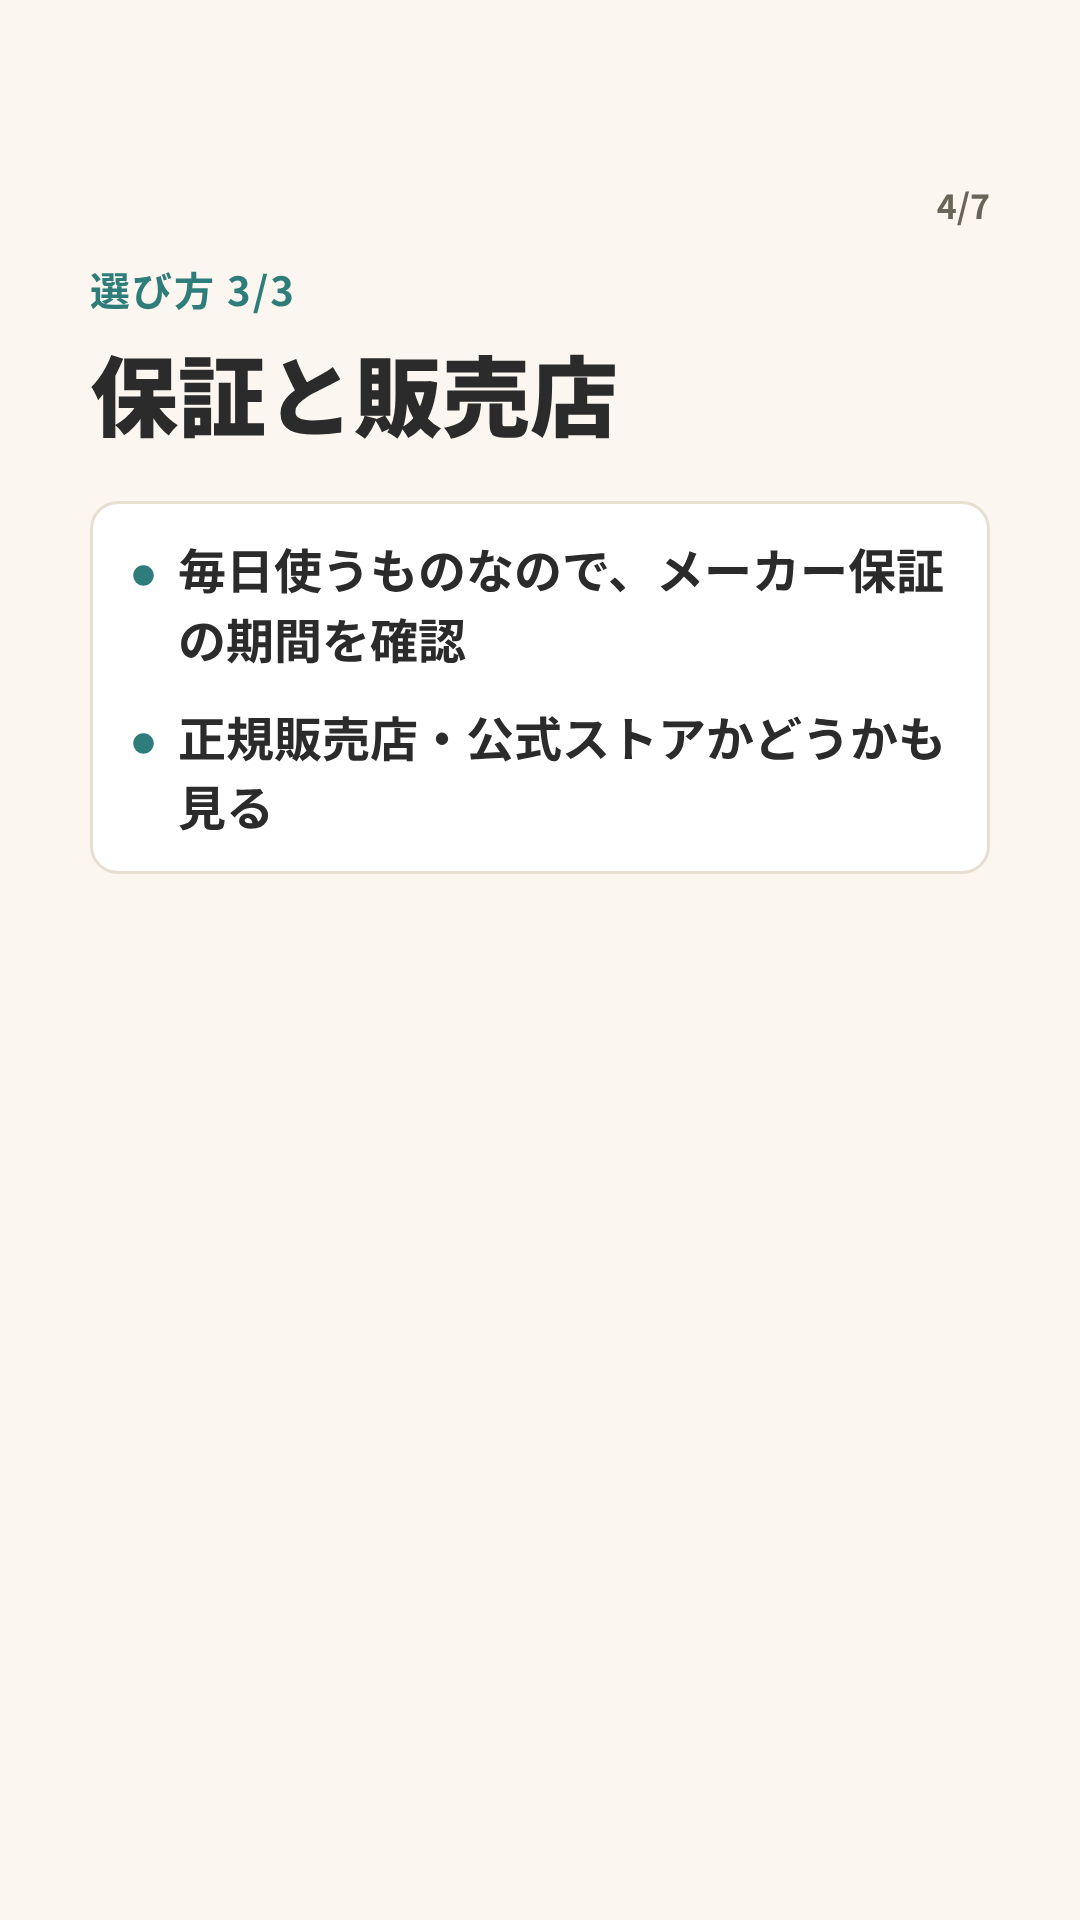 4/7
選び方 3/3
保証と販売店
毎日使うものなので、メーカー保証
の期間を確認
正規販売店・公式ストアかどうかも
見る